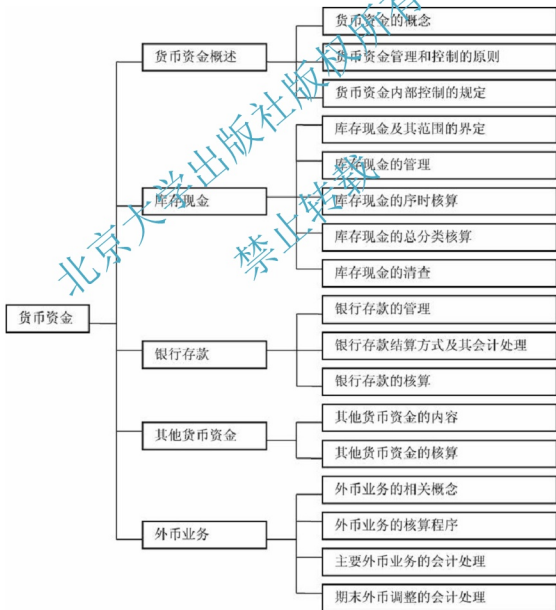 货币资金
货币资金概述
货币资金的概念
货币资金管理和控制的原则
货币资金内部控制的规定
库存现金
库存现金及其范围的界定
库存现金的管理
库存现金的序时核算
库存现金的总分类核算
库存现金的清查
银行存款
银行存款的管理
银行存款结算方式及其会计处理
银行存款的核算
其他货币资金
其他货币资金的内容
其他货币资金的核算
外币业务
外币业务的相关概念
外币业务的核算程序
主要外币业务的会计处理
期末外币调整的会计处理
北京大学出版社版权所有
禁止转载